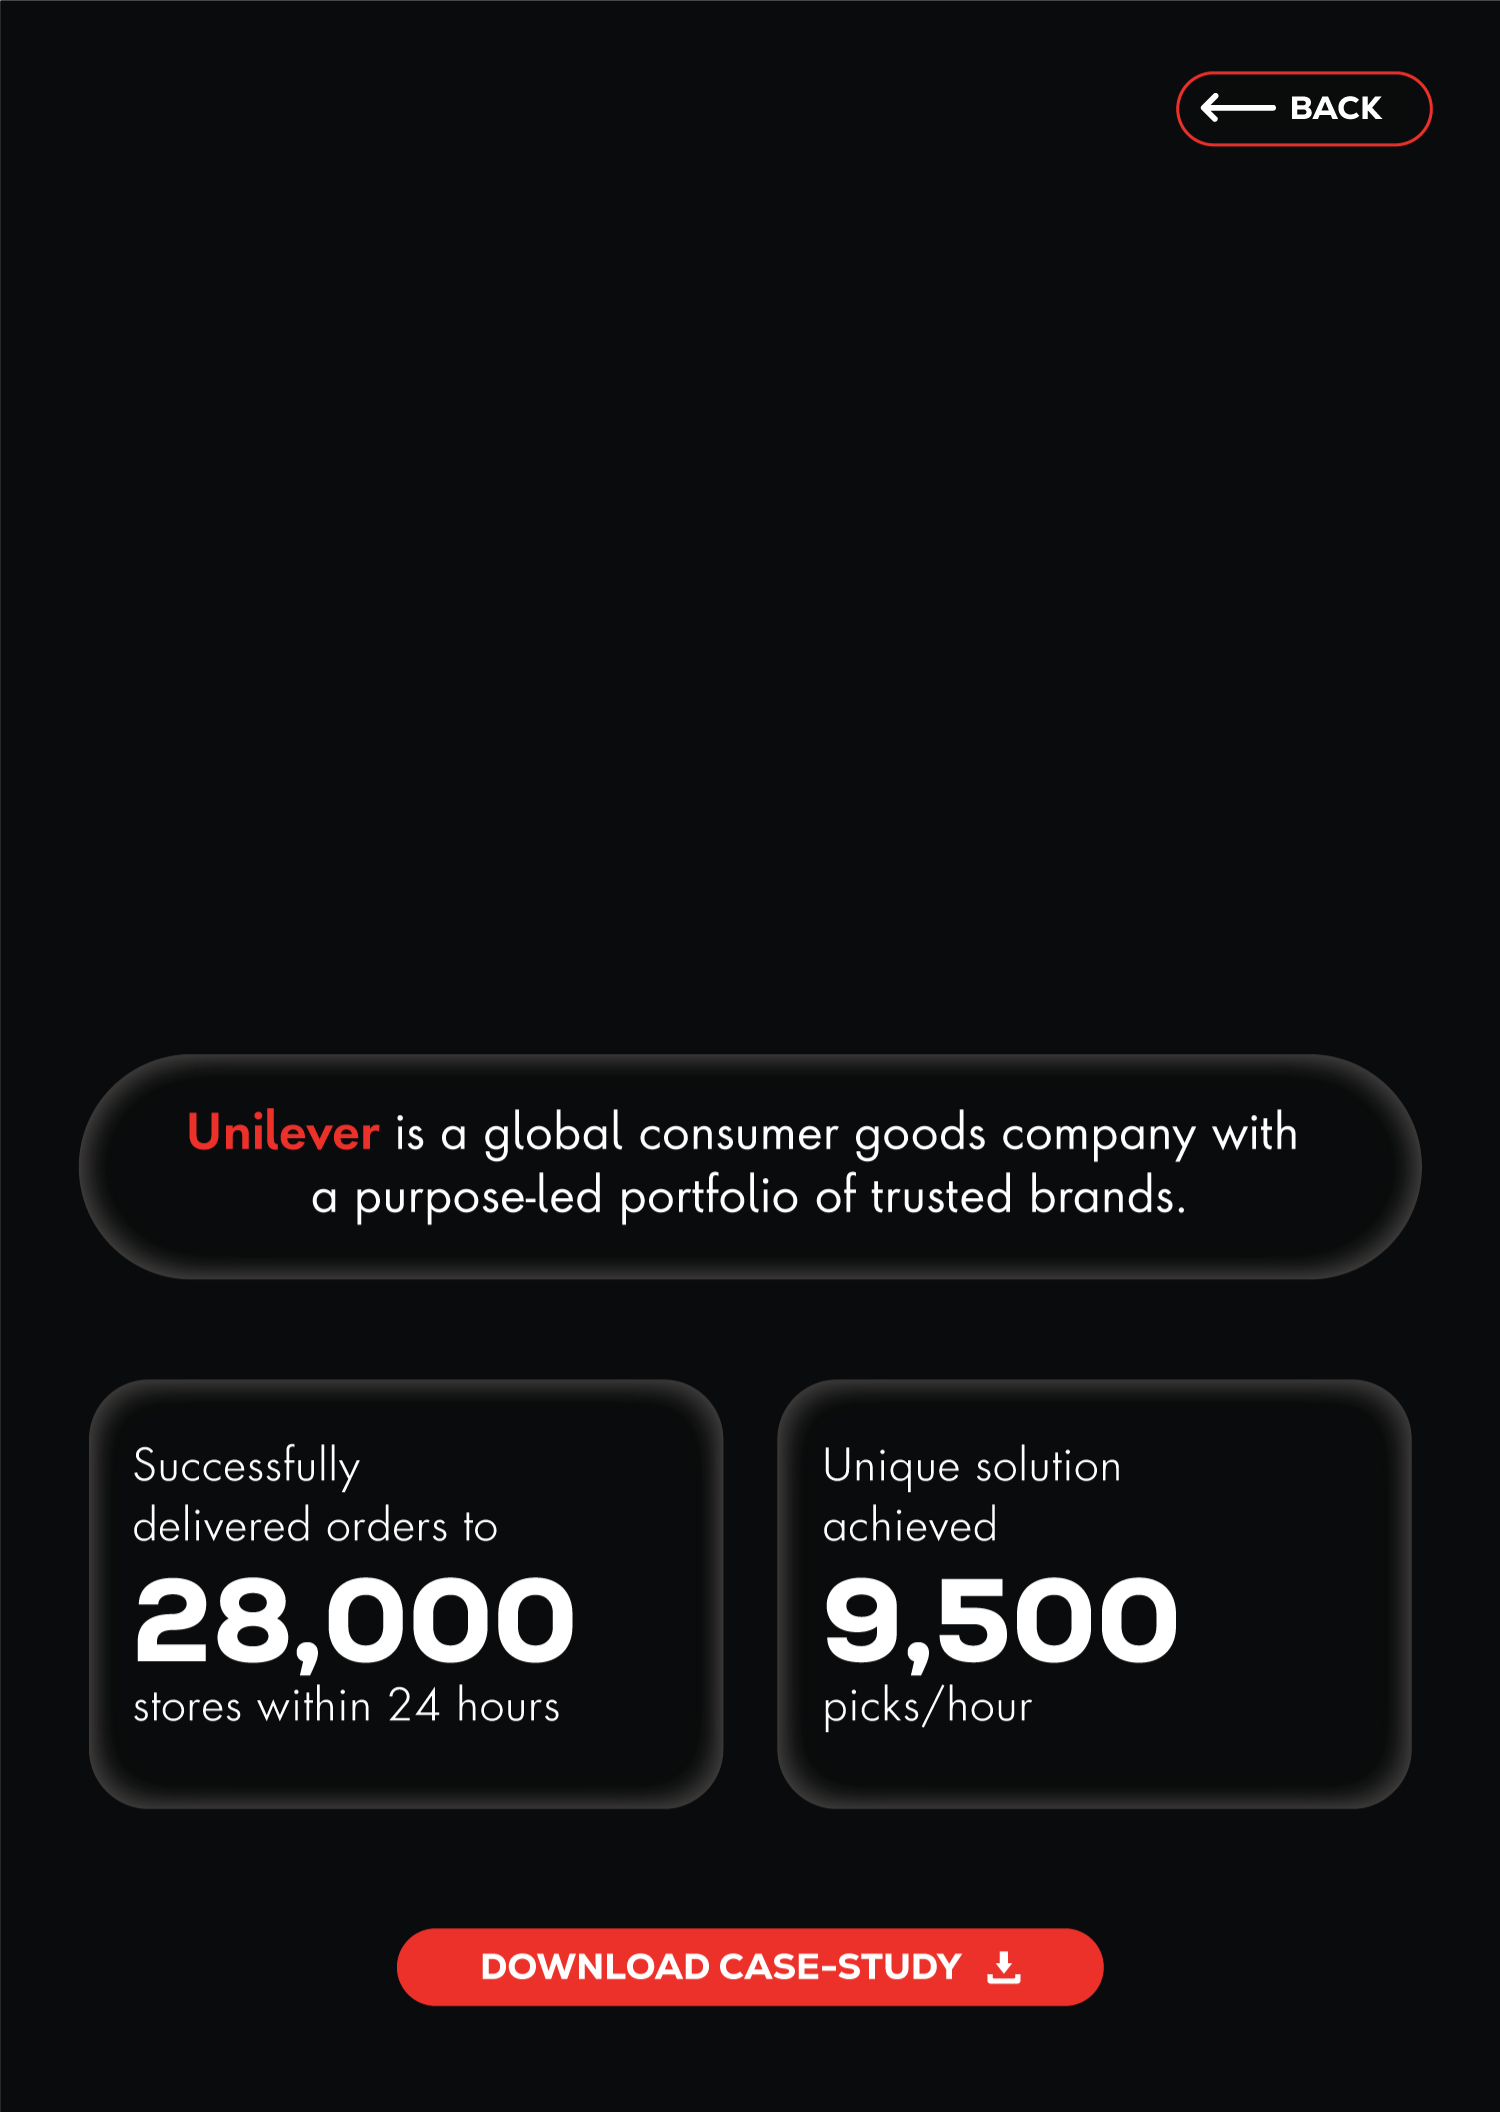 BACK
Unilever is a global consumer goods company with
a purpose-led portfolio of trusted brands.
Successfully
delivered orders to
28,000
stores within 24 hours
Unique solution
achieved
9,500
picks/hour
DOWNLOAD CASE-STUDY